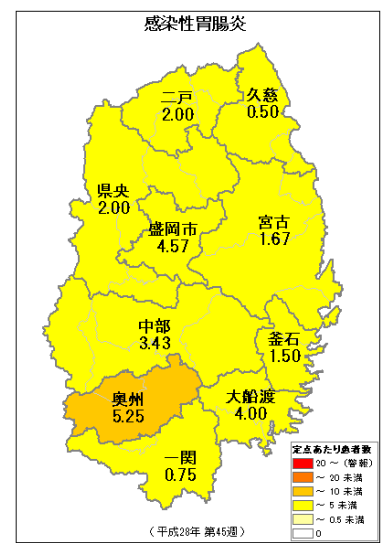 感染性胃腸炎
二戸
2.00
久慈
0.50
県央
2.00
盛岡市
4.57
宮古
1.67
中部
3.43
釜石
1.50
奥州
5.25
大船渡
4.00
一関
0.75
定点あたり患者数
20 ～ (警報)
～ 20 未満
～ 10 未満
～ 5 未満
～ 0.5 未満
0
(平成28年 第45週)